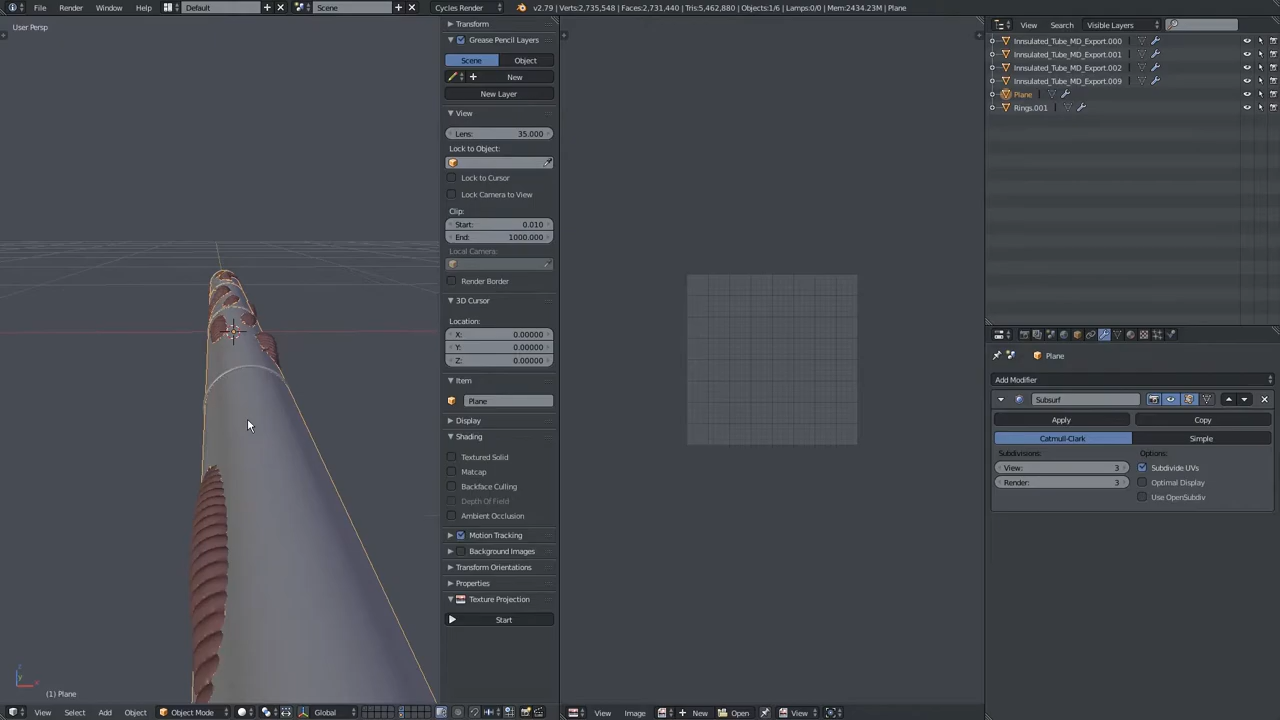 File Render Window Help Default Scene Cycles Render v2.79 | Verts:2,735,548 | Faces:2,731,440 | Tris:5,462,880 | Objects:1/6 | Lamps:0/0 | Mem:2434.23M | Plane
User Persp
Transform
Grease Pencil Layers
Scene Object
New
New Layer
View
Lens: 35.000
Lock to Object:
Lock to Cursor
Lock Camera to View
Clip:
Start: 0.010
End: 1000.000
Local Camera:
Render Border
3D Cursor
Location:
X: 0.00000
Y: 0.00000
Z: 0.00000
Item
Plane
Display
Shading
Textured Solid
Matcap
Backface Culling
Depth Of Field
Ambient Occlusion
Motion Tracking
Background Images
Transform Orientations
Properties
Texture Projection
Start
(1) Plane
View Select Add Object Object Mode Global
View Image New Open View
View Search Visible Layers
Innsulated_Tube_MD_Export.000
Innsulated_Tube_MD_Export.001
Innsulated_Tube_MD_Export.002
Innsulated_Tube_MD_Export.009
Plane
Rings.001
Plane
Add Modifier
Subsurf
Apply Copy
Catmull-Clark Simple
Subdivisions: Options:
View: 3 Subdivide UVs
Render: 3 Optimal Display
Use OpenSubdiv